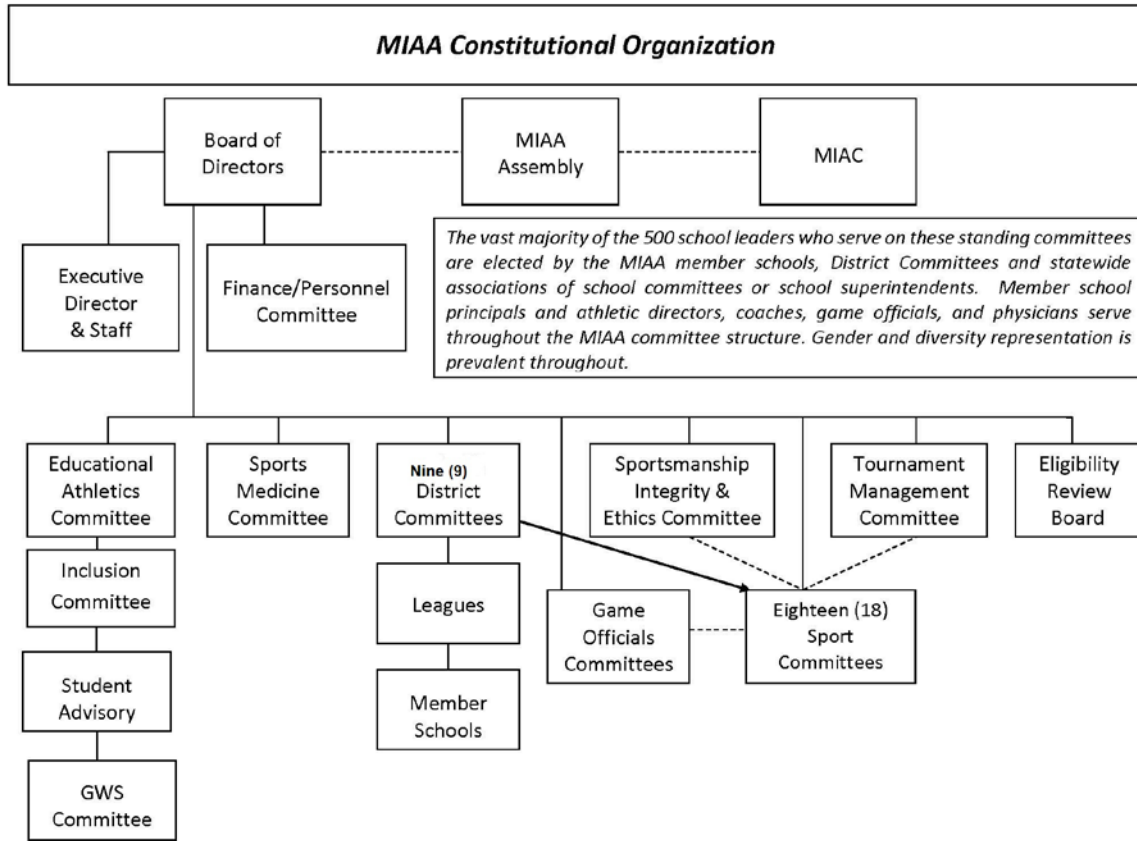 MIAA Constitutional Organization
Board of
Directors
MIAA
Assembly
MIAC
Executive
Director
& Staff
Finance/Personnel
Committee
The vast majority of the 500 school leaders who serve on these standing committees
are elected by the MIAA member schools, District Committees and statewide
associations of school committees or school superintendents. Member school
principals and athletic directors, coaches, game officials, and physicians serve
throughout the MIAA committee structure. Gender and diversity representation is
prevalent throughout.
Educational
Athletics
Committee
Sports
Medicine
Committee
Nine (9)
District
Committees
Sportsmanship
Integrity &
Ethics Committee
Tournament
Management
Committee
Eligibility
Review
Board
Inclusion
Committee
Leagues
Game
Officials
Committees
Eighteen (18)
Sport
Committees
Student
Advisory
Member
Schools
GWS
Committee